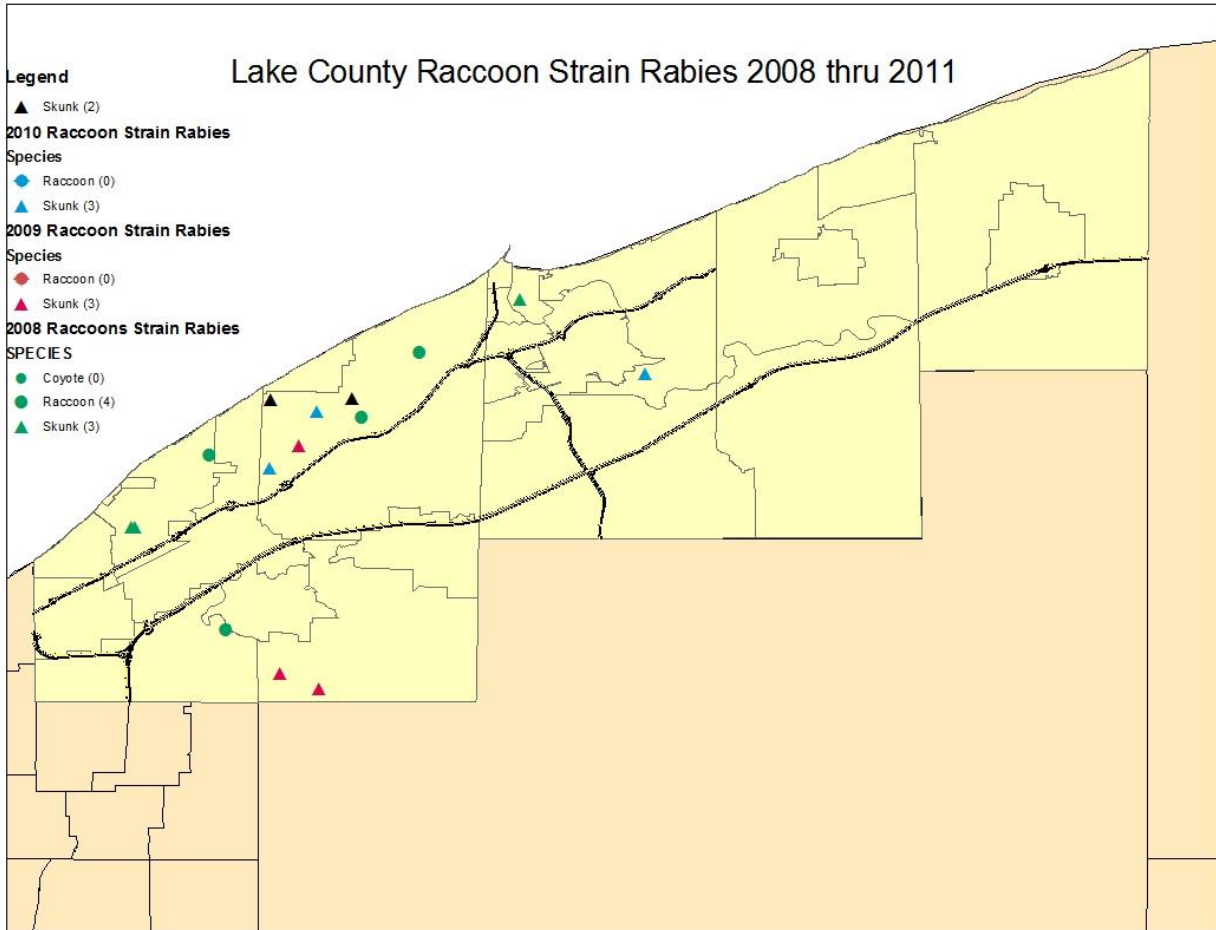 Lake County Raccoon Strain Rabies 2008 thru 2011
Legend
Skunk (2)
2010 Raccoon Strain Rabies
Species
Raccoon (0)
Skunk (3)
2009 Raccoon Strain Rabies
Species
Raccoon (0)
Skunk (3)
2008 Raccoons Strain Rabies
SPECIES
Coyote (0)
Raccoon (4)
Skunk (3)